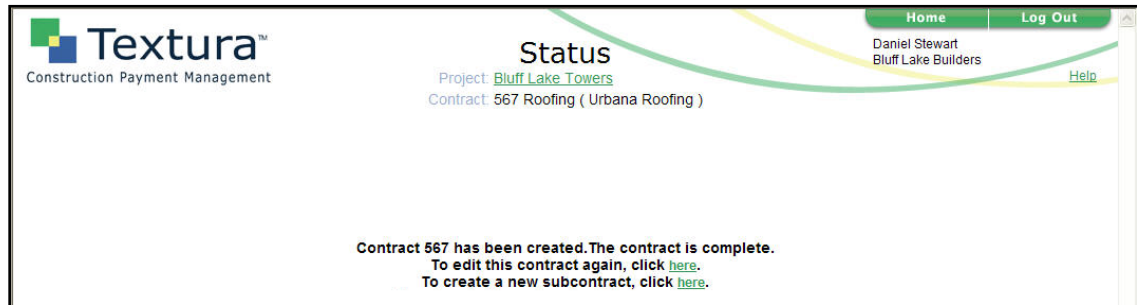 Home Log Out
Textura™
Construction Payment Management
Status
Daniel Stewart
Bluff Lake Builders
Help
Project: Bluff Lake Towers
Contract: 567 Roofing ( Urbana Roofing )
Contract 567 has been created.The contract is complete.
To edit this contract again, click here.
To create a new subcontract, click here.